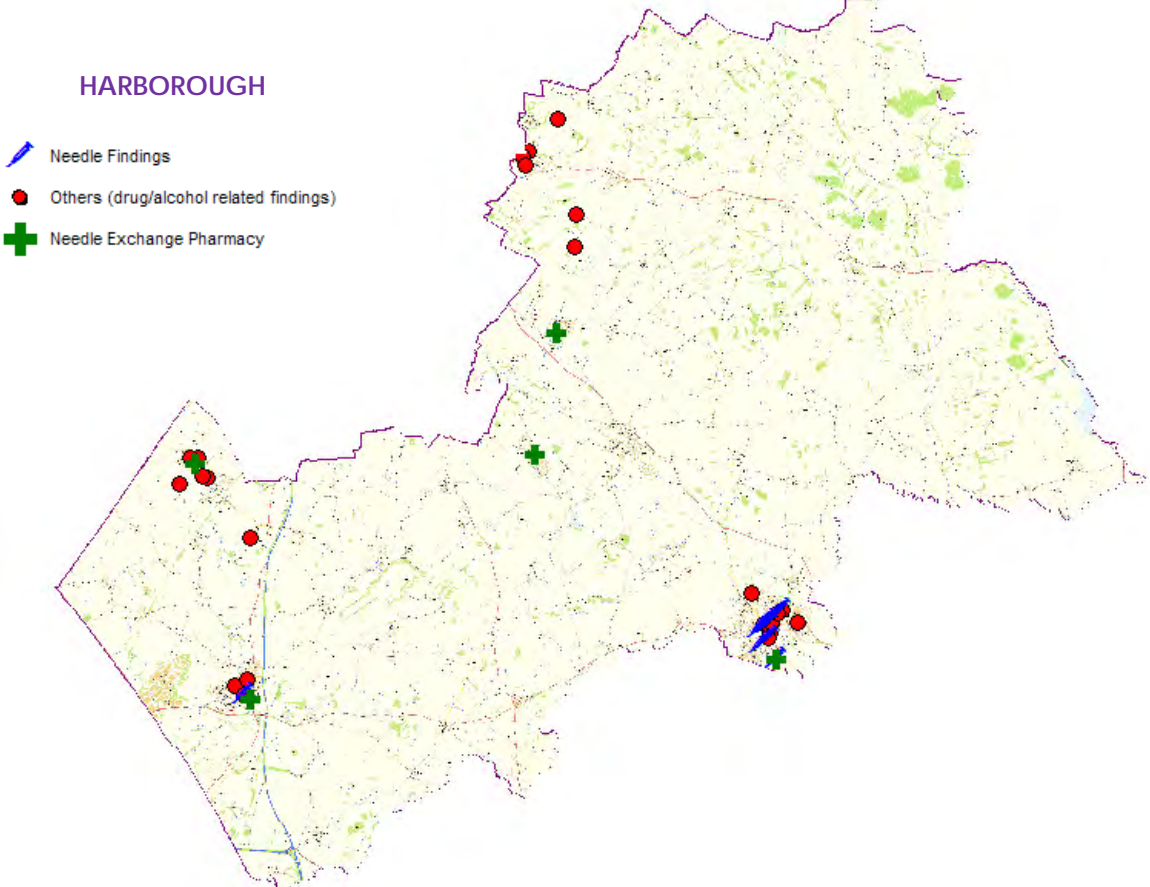 HARBOROUGH
Needle Findings
Others (drug/alcohol related findings)
Needle Exchange Pharmacy